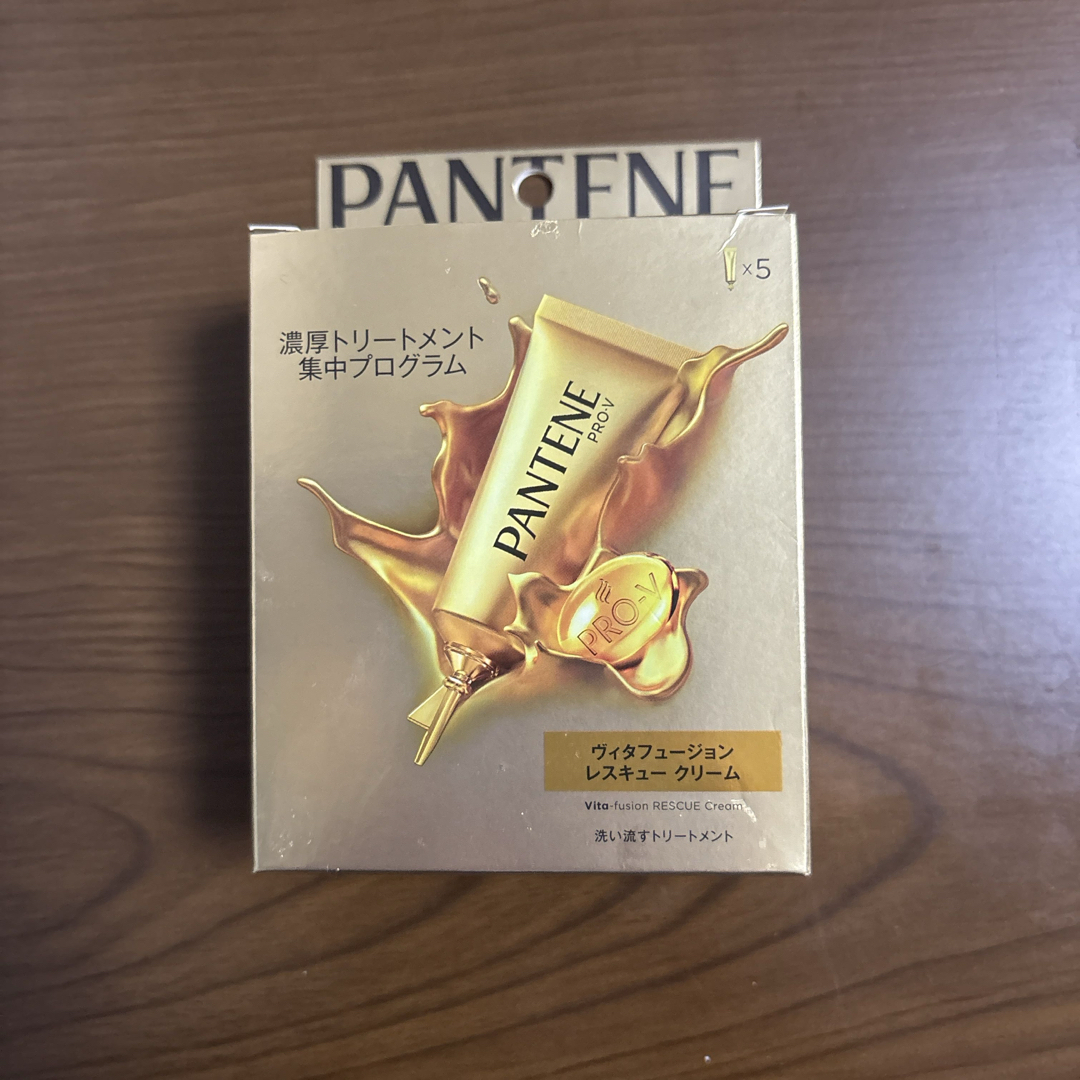 PANTENE
×5
濃厚トリートメント
集中プログラム
PANTENE
PRO-V
PRO-V
ヴィタフュージョン
レスキュー クリーム
Vita-fusion RESCUE Cream
洗い流すトリートメント